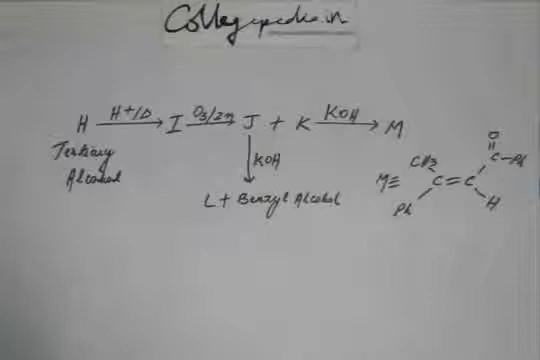 Collegepedia.in
H —H+/Δ→ I —O3/Zn→ J + K —KOH→ M
Tertiary
Alcohol
↓ KOH
L + Benzyl Alcohol
O
||
CH3 C-Ph
M≡ C=C
Ph H